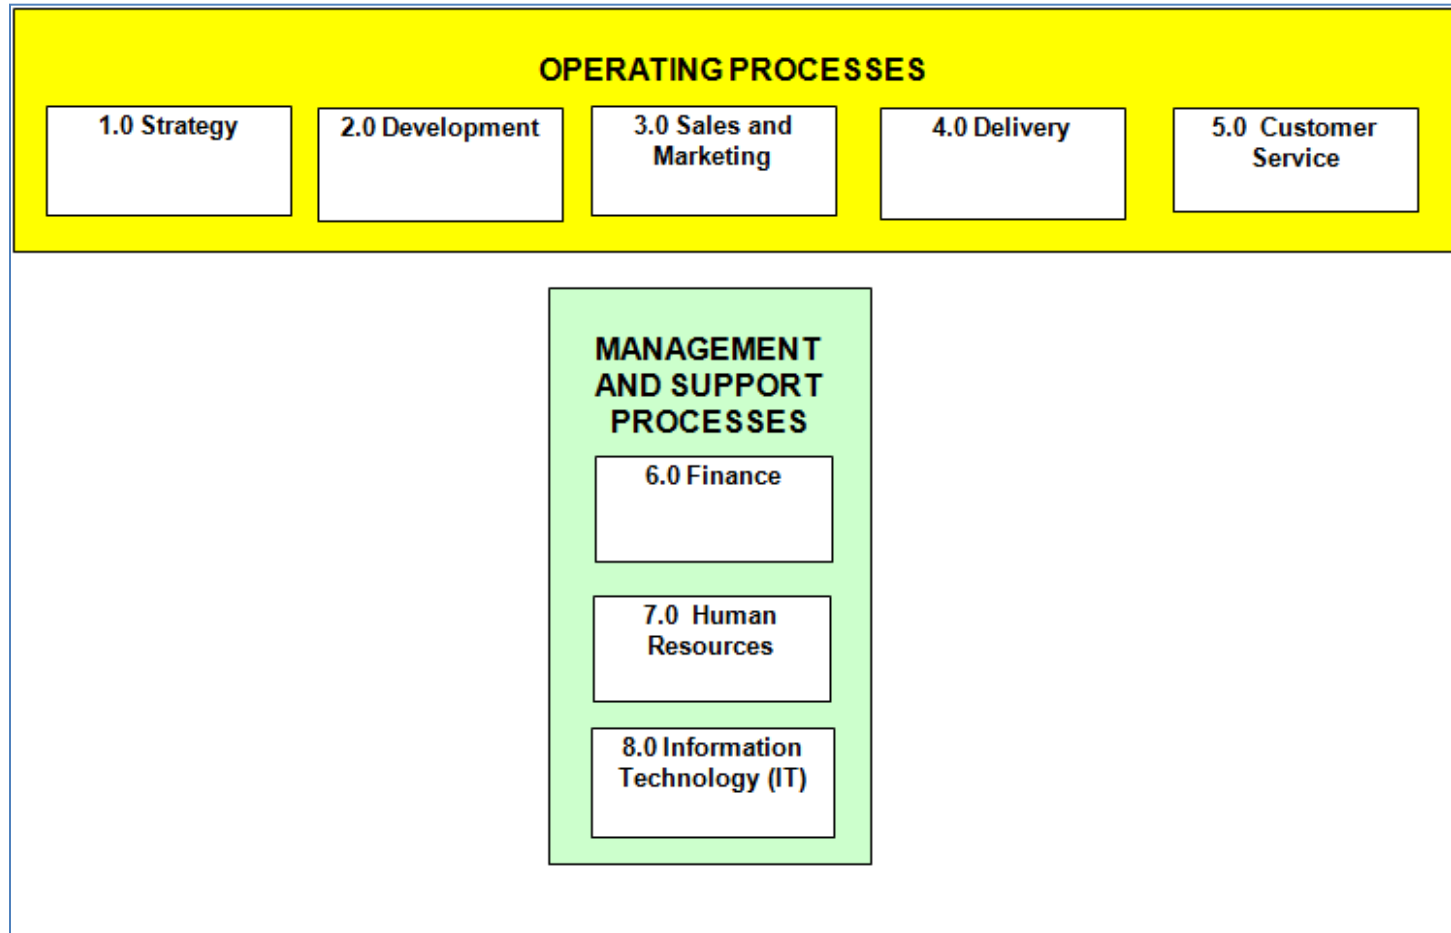 OPERATING PROCESSES
1.0 Strategy
2.0 Development
3.0 Sales and
Marketing
4.0 Delivery
5.0  Customer
Service
MANAGEMENT
AND SUPPORT
PROCESSES
6.0 Finance
7.0  Human
Resources
8.0 Information
Technology (IT)